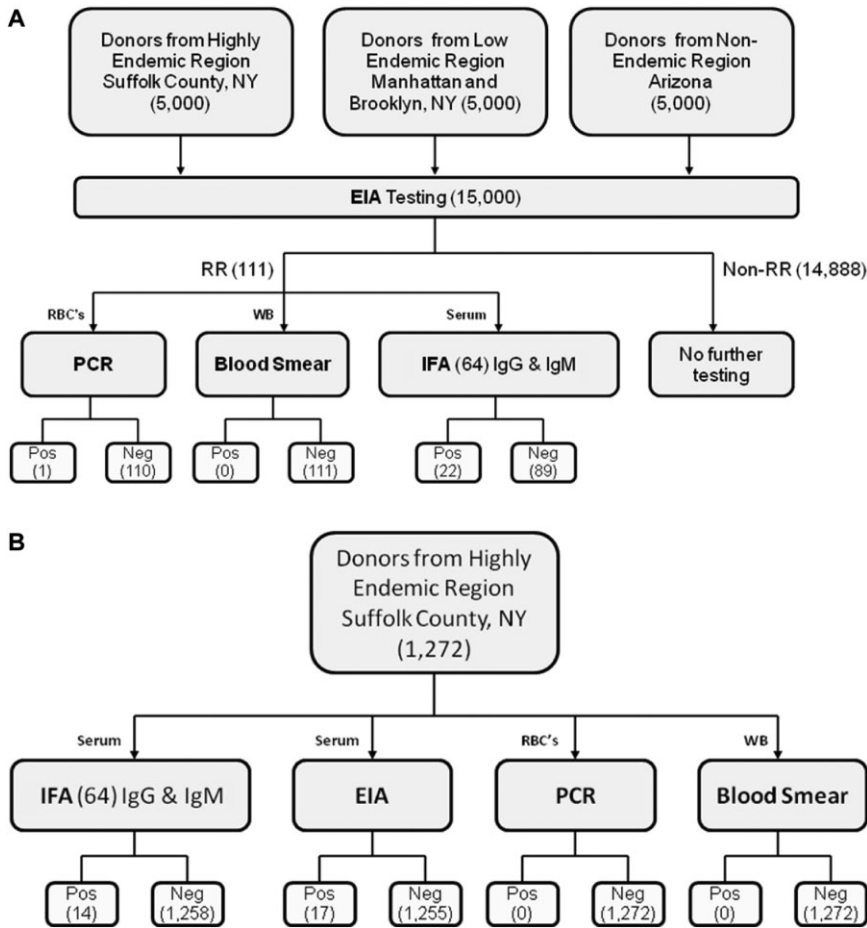 A
Donors from Highly
Endemic Region
Suffolk County, NY
(5,000)
Donors from Low
Endemic Region
Manhattan and
Brooklyn, NY (5,000)
Donors from Non-
Endemic Region
Arizona
(5,000)
EIA Testing (15,000)
RR (111)
Non-RR (14,888)
RBC's
WB
Serum
PCR
Blood Smear
IFA (64) IgG & IgM
No further
testing
Pos
(1)
Neg
(110)
Pos
(0)
Neg
(111)
Pos
(22)
Neg
(89)
B
Donors from Highly
Endemic Region
Suffolk County, NY
(1,272)
Serum
Serum
RBC's
WB
IFA (64) IgG & IgM
EIA
PCR
Blood Smear
Pos
(14)
Neg
(1,258)
Pos
(17)
Neg
(1,255)
Pos
(0)
Neg
(1,272)
Pos
(0)
Neg
(1,272)